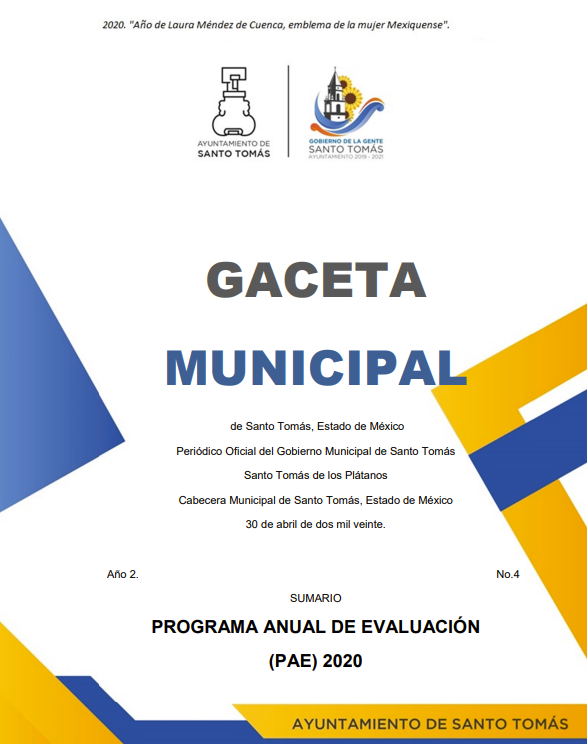 2020. "Año de Laura Méndez de Cuenca, emblema de la mujer Mexiquense".
AYUNTAMIENTO DE
SANTO TOMÁS
GOBIERNO DE LA GENTE
SANTO TOMÁS
AYUNTAMIENTO 2019 - 2021
GACETA
MUNICIPAL
de Santo Tomás, Estado de México
Periódico Oficial del Gobierno Municipal de Santo Tomás
Santo Tomás de los Plátanos
Cabecera Municipal de Santo Tomás, Estado de México
30 de abril de dos mil veinte.
Año 2. No.4
SUMARIO
PROGRAMA ANUAL DE EVALUACIÓN
(PAE) 2020
AYUNTAMIENTO DE SANTO TOMÁS